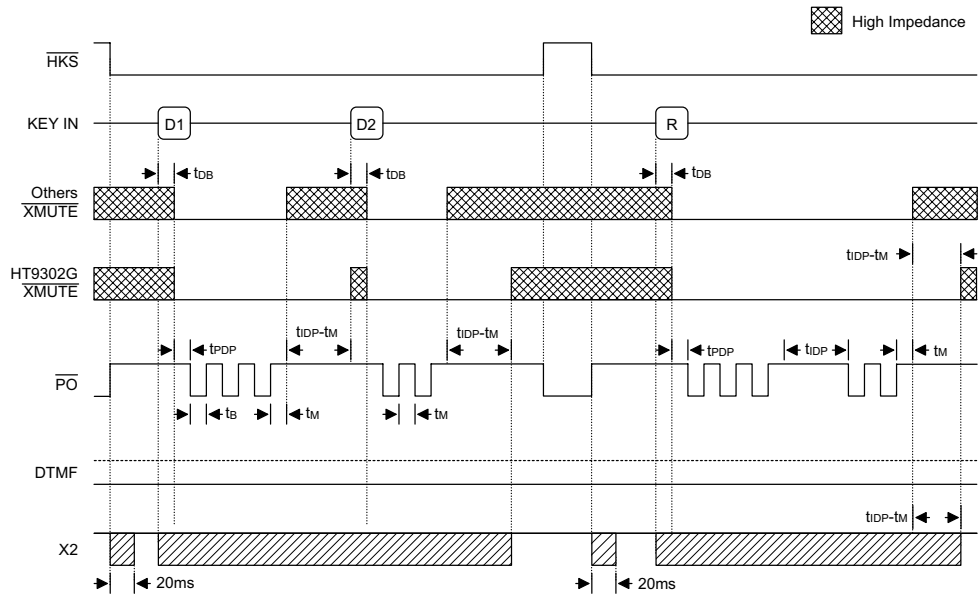 High Impedance
HKS
KEY IN
D1
D2
R
tDB
tDB
tDB
Others
XMUTE
tIDP-tM
HT9302G
XMUTE
tPDP
tIDP-tM
tIDP-tM
tPDP
tIDP
tM
PO
tB
tM
tM
DTMF
tIDP-tM
X2
20ms
20ms